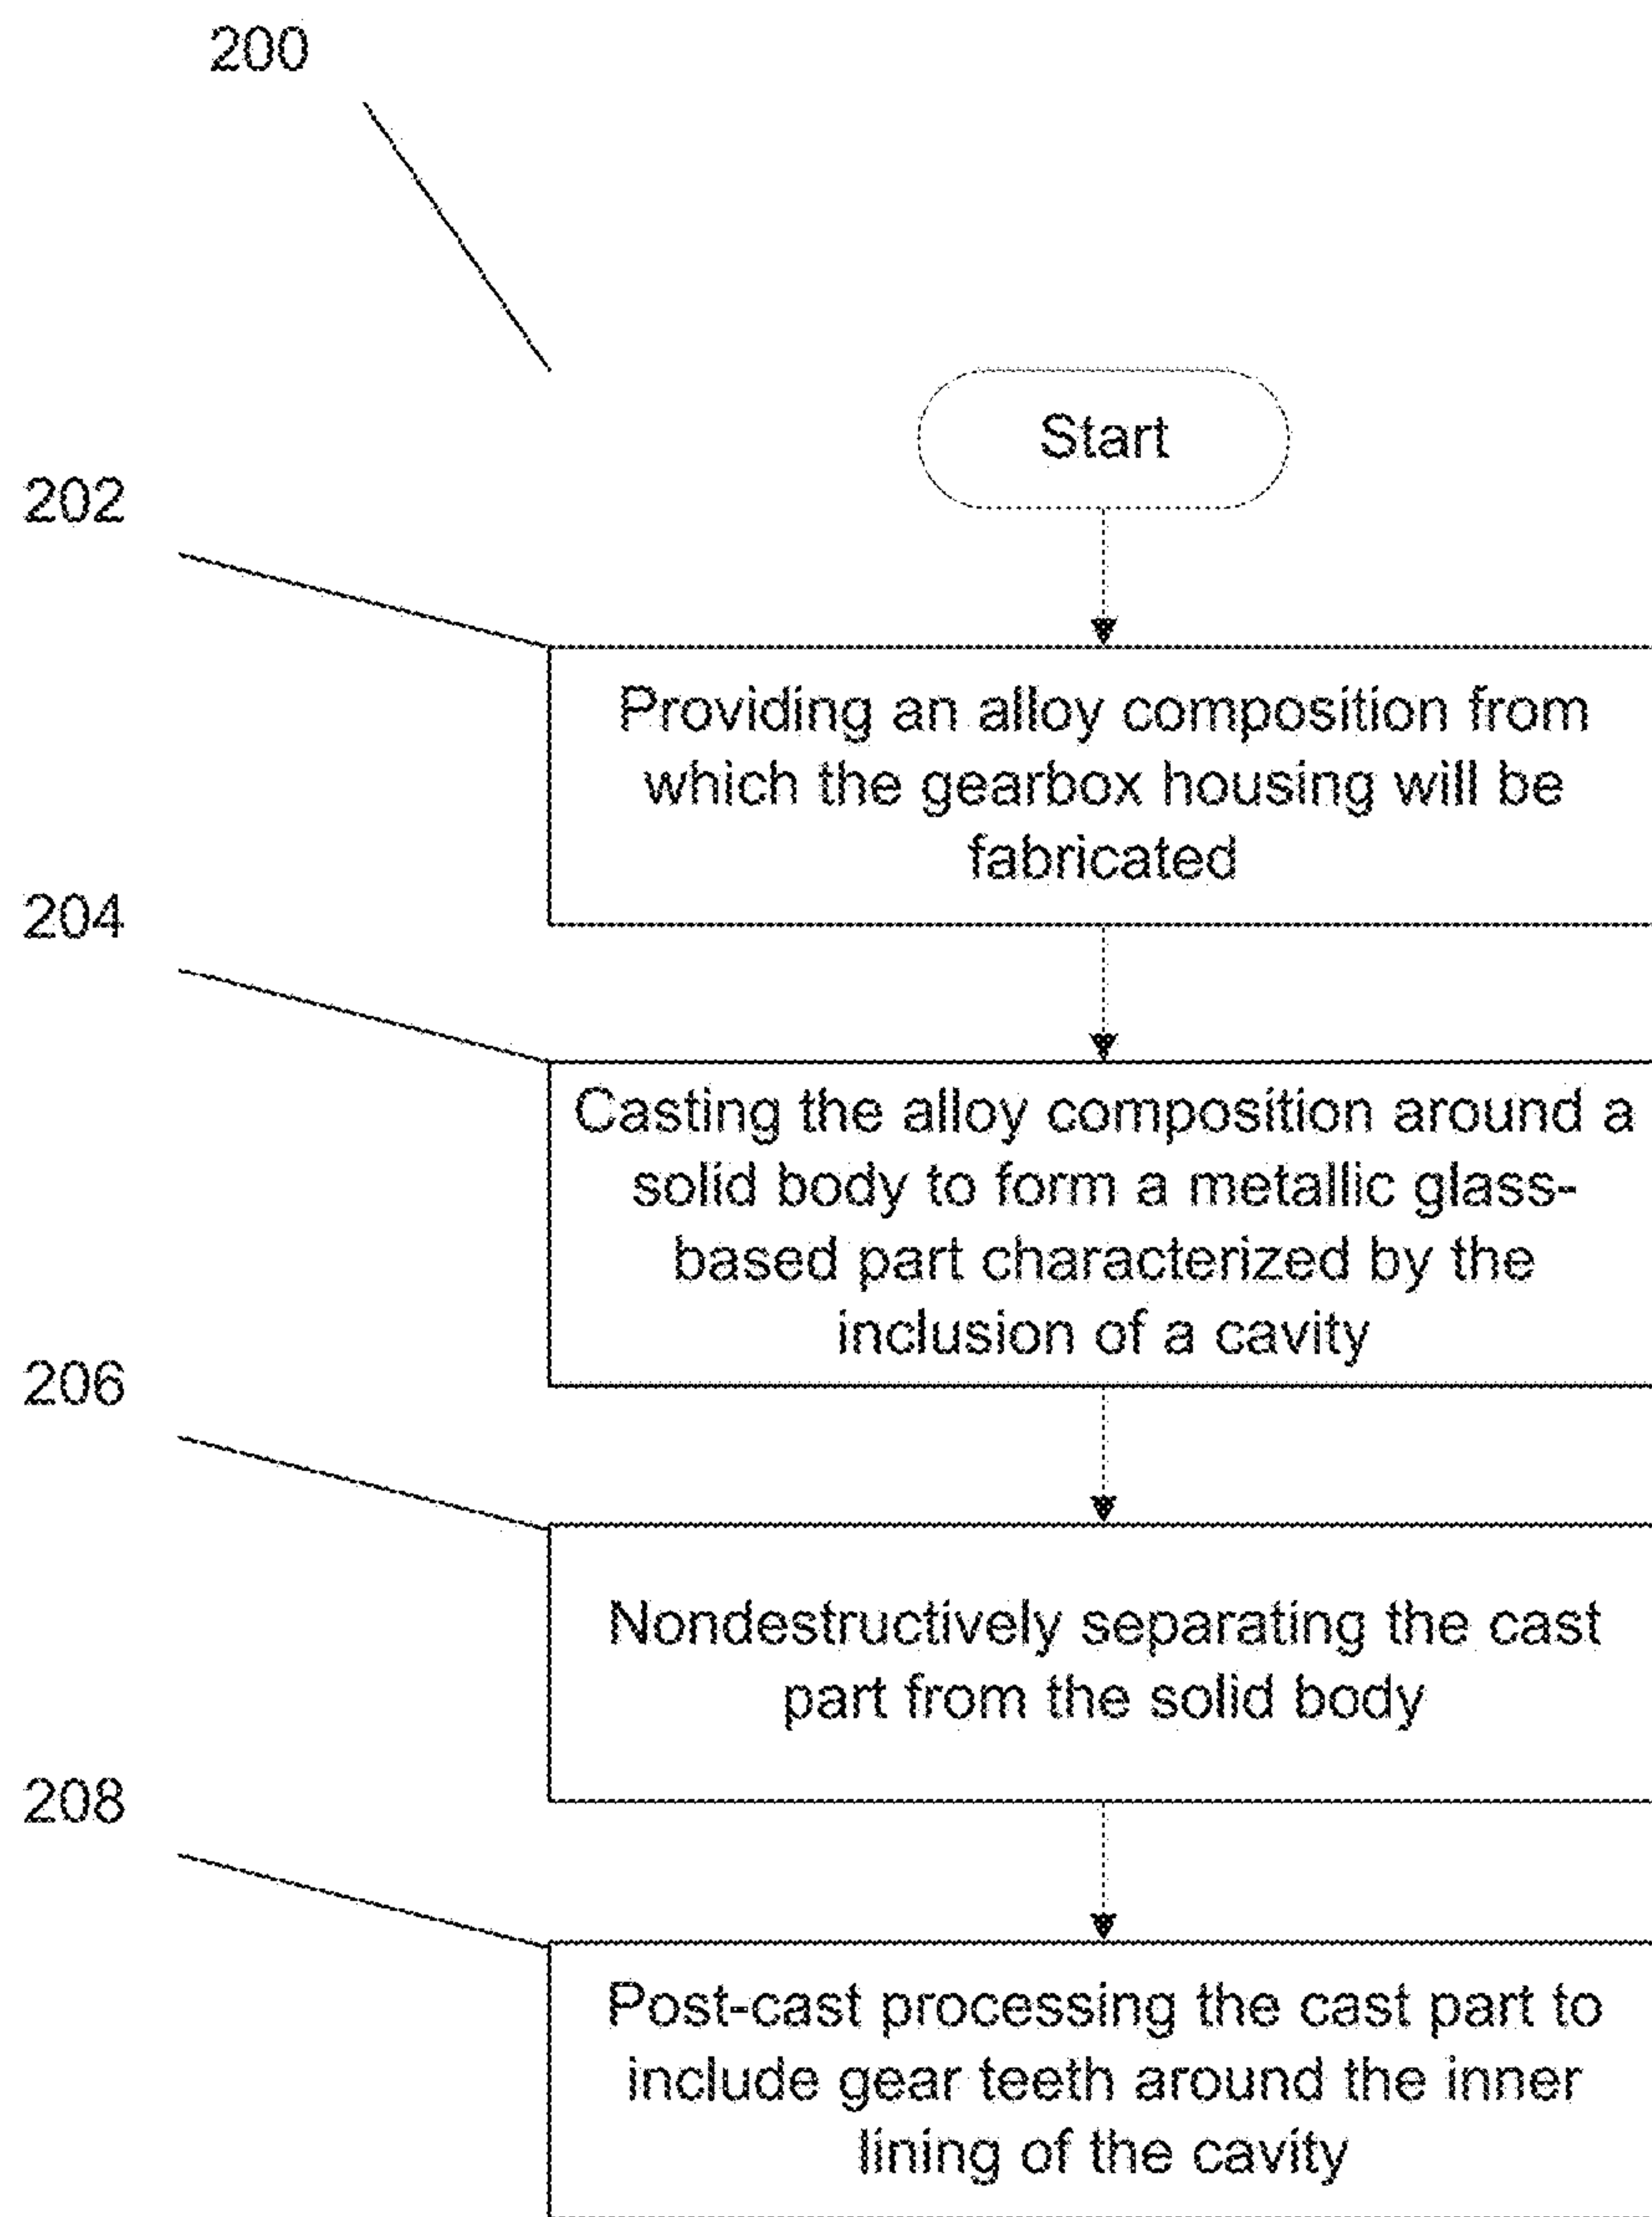 200
Start
202
Providing an alloy composition from
which the gearbox housing will be
fabricated
204
Casting the alloy composition around a
solid body to form a metallic glass-
based part characterized by the
inclusion of a cavity
206
Nondestructively separating the cast
part from the solid body
208
Post-cast processing the cast part to
include gear teeth around the inner
lining of the cavity